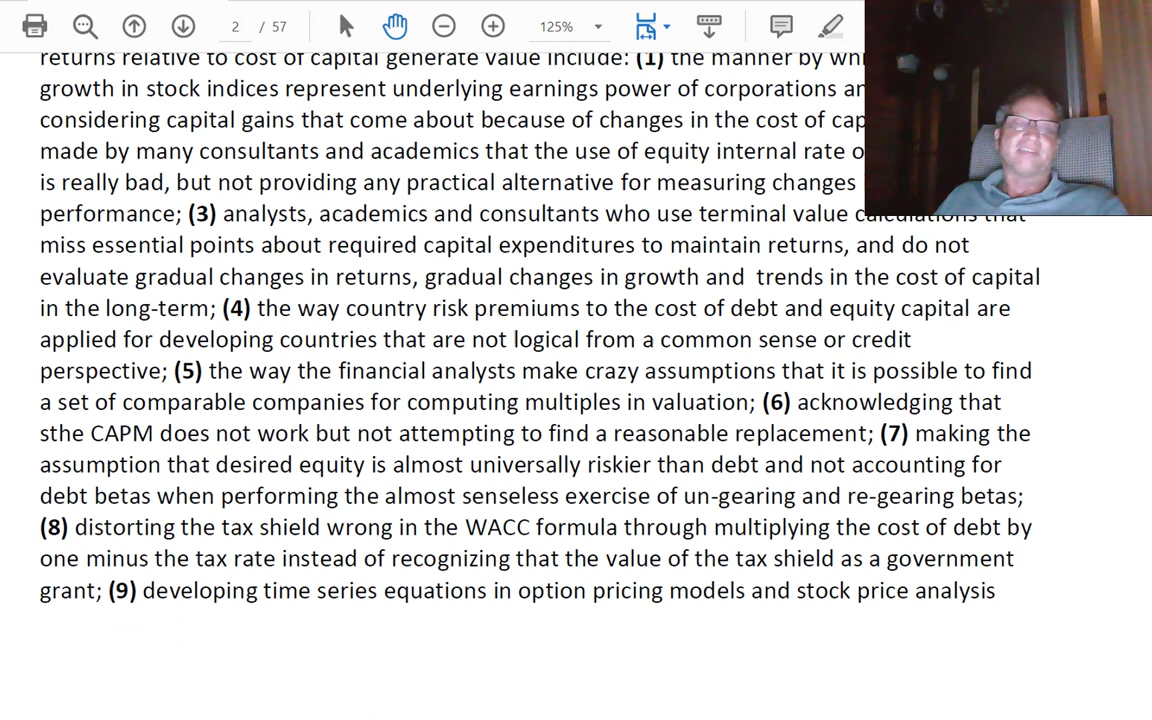 2 / 57 125%
returns relative to cost of capital generate value include: (1) the manner by
growth in stock indices represent underlying earnings power of corporations
considering capital gains that come about because of changes in the cost of
made by many consultants and academics that the use of equity internal rate
is really bad, but not providing any practical alternative for measuring changes
performance; (3) analysts, academics and consultants who use terminal value calculations that
miss essential points about required capital expenditures to maintain returns, and do not
evaluate gradual changes in returns, gradual changes in growth and trends in the cost of capital
in the long-term; (4) the way country risk premiums to the cost of debt and equity capital are
applied for developing countries that are not logical from a common sense or credit
perspective; (5) the way the financial analysts make crazy assumptions that it is possible to find
a set of comparable companies for computing multiples in valuation; (6) acknowledging that
sthe CAPM does not work but not attempting to find a reasonable replacement; (7) making the
assumption that desired equity is almost universally riskier than debt and not accounting for
debt betas when performing the almost senseless exercise of un-gearing and re-gearing betas;
(8) distorting the tax shield wrong in the WACC formula through multiplying the cost of debt by
one minus the tax rate instead of recognizing that the value of the tax shield as a government
grant; (9) developing time series equations in option pricing models and stock price analysis